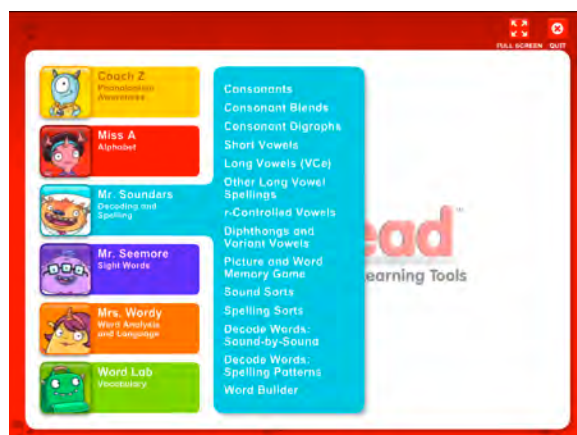 FULL SCREEN
QUIT
Coach Z
Phonological
Awareness
Miss A
Alphabet
Mr. Soundars
Decoding and
Spelling
Mr. Seemore
Sight Words
Mrs. Wordy
Word Analysis
and Language
Word Lab
Vocabulary
Consonants
Consonant Blends
Consonant Digraphs
Short Vowels
Long Vowels (VCe)
Other Long Vowel
Spellings
r-Controlled Vowels
Diphthongs and
Variant Vowels
Picture and Word
Memory Game
Sound Sorts
Spelling Sorts
Decode Words:
Sound-by-Sound
Decode Words:
Spelling Patterns
Word Builder
ead
earning Tools